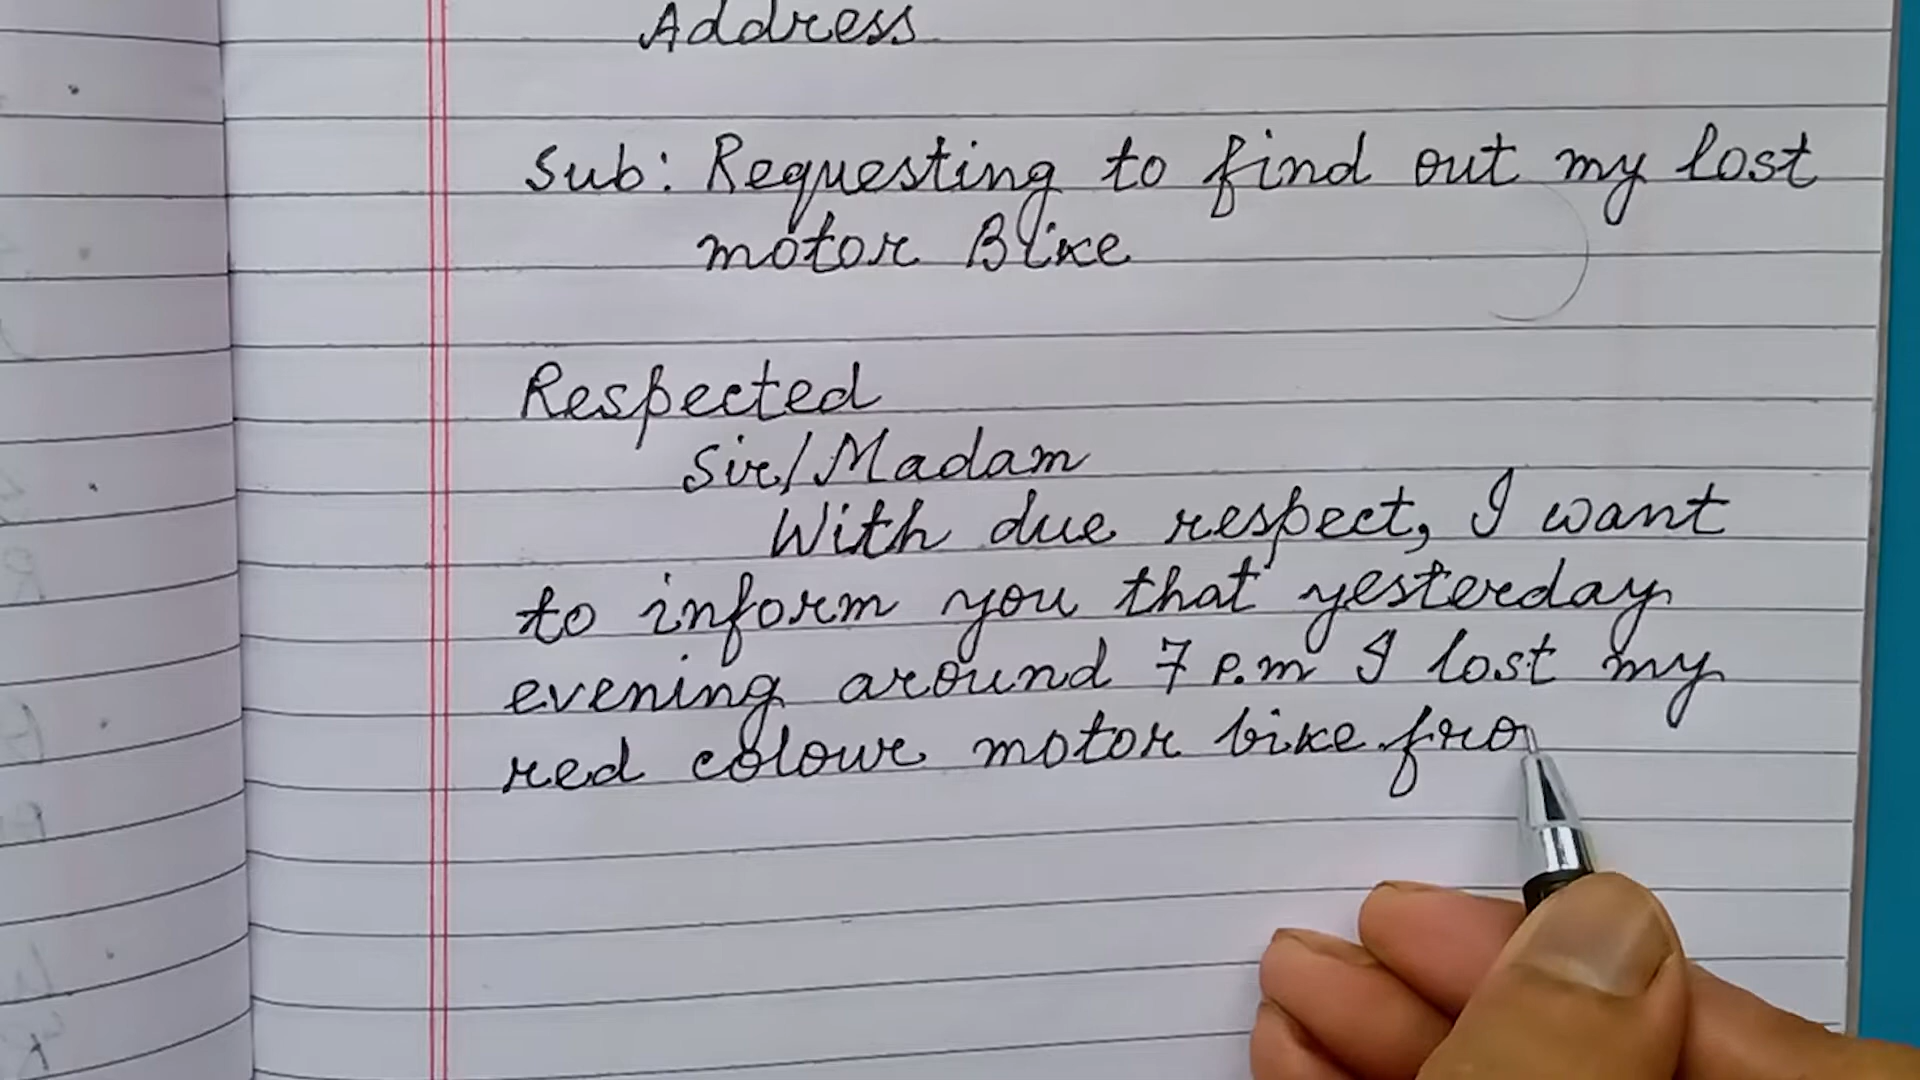 Address
Sub: Requesting to find out my lost
motor Bike
Respected
Sir/Madam
With due respect, I want
to inform you that yesterday
evening around 7 P.m I lost my
red colour motor bike fro